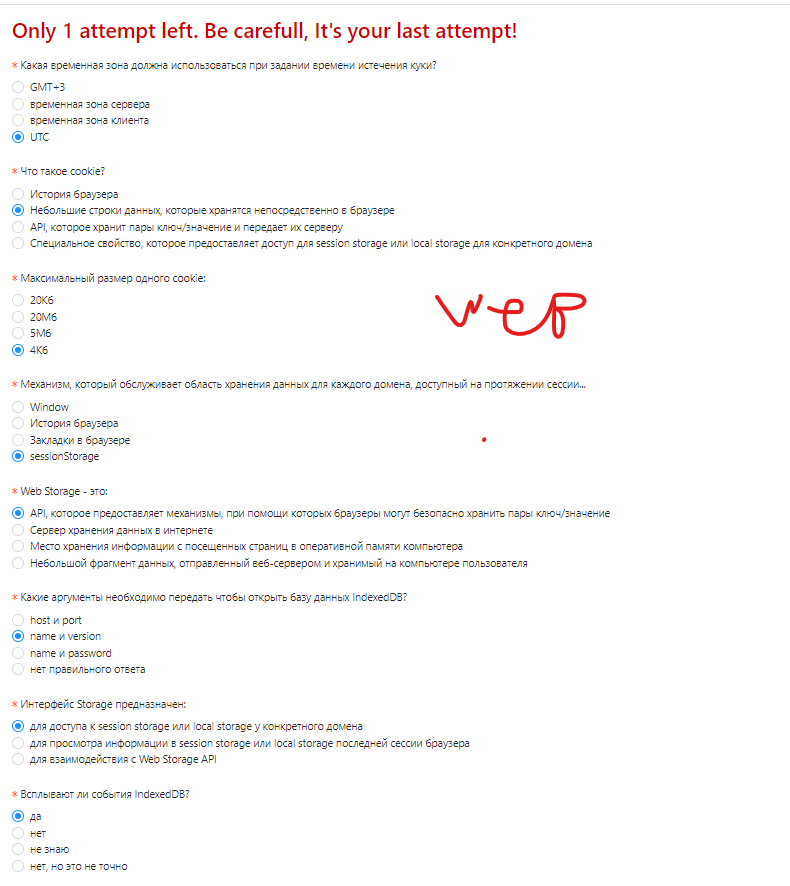 Only 1 attempt left. Be carefull, It's your last attempt!
* Какая временная зона должна использоваться при задании времени истечения куки?
GMT+3
временная зона сервера
временная зона клиента
UTC
* Что такое cookie?
История браузера
Небольшие строки данных, которые хранятся непосредственно в браузере
API, которое хранит пары ключ/значение и передает их серверу
Специальное свойство, которое предоставляет доступ для session storage или local storage для конкретного домена
* Максимальный размер одного cookie:
20Кб
20Мб
5Мб
4Кб
wep
* Механизм, который обслуживает область хранения данных для каждого домена, доступный на протяжении сессии...
Window
История браузера
Закладки в браузере
sessionStorage
* Web Storage - это:
API, которое предоставляет механизмы, при помощи которых браузеры могут безопасно хранить пары ключ/значение
Сервер хранения данных в интернете
Место хранения информации с посещенных страниц в оперативной памяти компьютера
Небольшой фрагмент данных, отправленный веб-сервером и хранимый на компьютере пользователя
* Какие аргументы необходимо передать чтобы открыть базу данных IndexedDB?
host и port
name и version
name и password
нет правильного ответа
* Интерфейс Storage предназначен:
для доступа к session storage или local storage у конкретного домена
для просмотра информации в session storage или local storage последней сессии браузера
для взаимодействия с Web Storage API
* Всплывают ли события IndexedDB?
да
нет
не знаю
нет, но это не точно